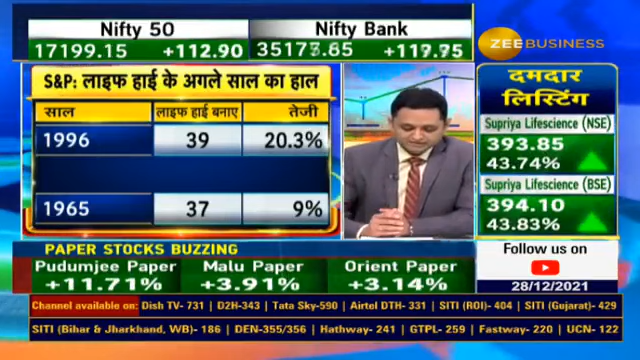 Nifty 50
17199.15 +112.90
Nifty Bank
+119.75
ZEE BUSINESS
S&P: लाइफ हाई के अगले साल का हाल
साल लाइफ हाई बनाए तेजी
1996 39 20.3%
1965 37 9%
दमदार
लिस्टिंग
Supriya Lifescience (NSE)
393.85
43.74%
Supriya Lifescience (BSE)
394.10
43.83%
PAPER STOCKS BUZZING
Pudumjee Paper Malu Paper Orient Paper
+11.71% +3.91% +3.14%
Follow us on
28/12/2021
Channel available on: Dish TV- 731 | D2H-343 | Tata Sky-590 | Airtel DTH- 331 | SITI (ROI)- 404 | SITI (Gujarat)- 429
SITI (Bihar & Jharkhand, WB)- 186 | DEN-355/356 | Hathway- 241 | GTPL- 259 | Fastway- 220 | UCN- 122